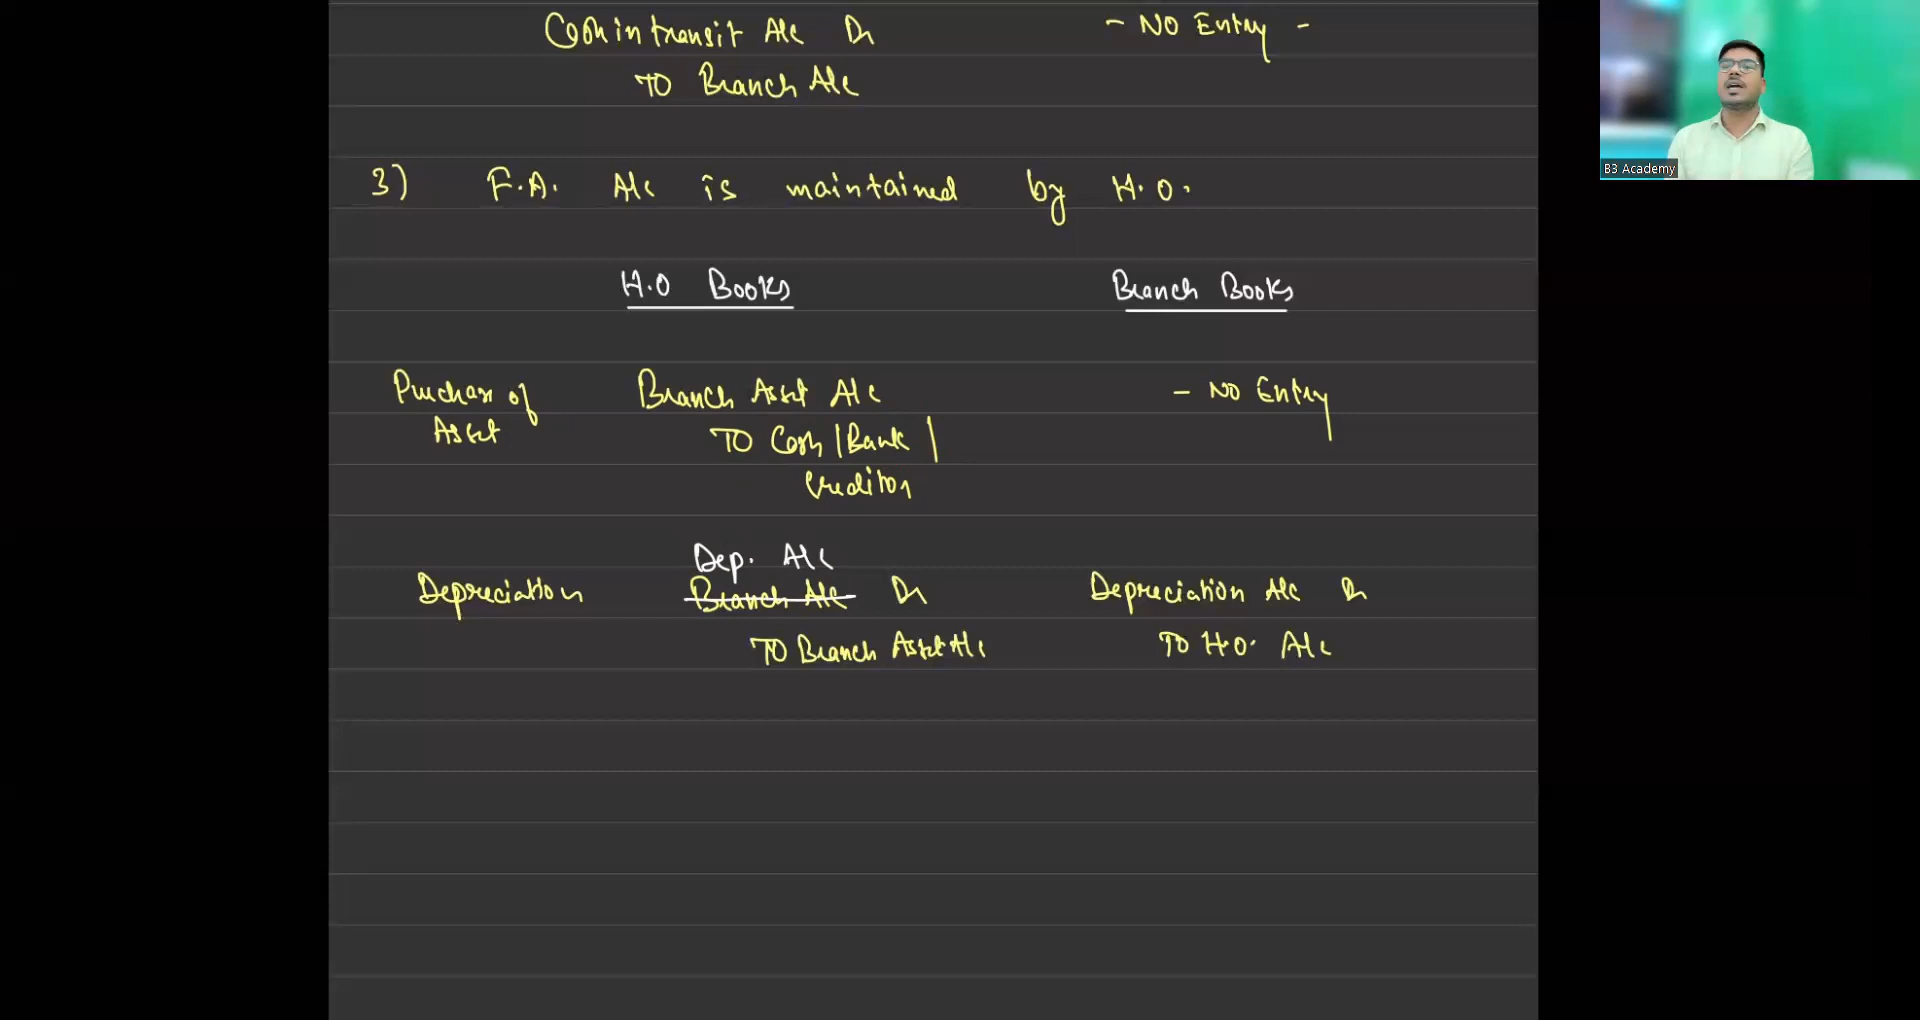 Cash in transit A/c Dr - NO Entry -
TO Branch A/c
B3 Academy
3) F.A. A/c is maintained by H.O.
H.O Books Branch Books
Purchase of Branch Asset A/c - NO Entry
Asset TO Cash | Bank |
Creditors
Dep. A/c
Depreciation Branch A/c Dr Depreciation A/c Dr
TO Branch Asset A/c To H.O. A/c